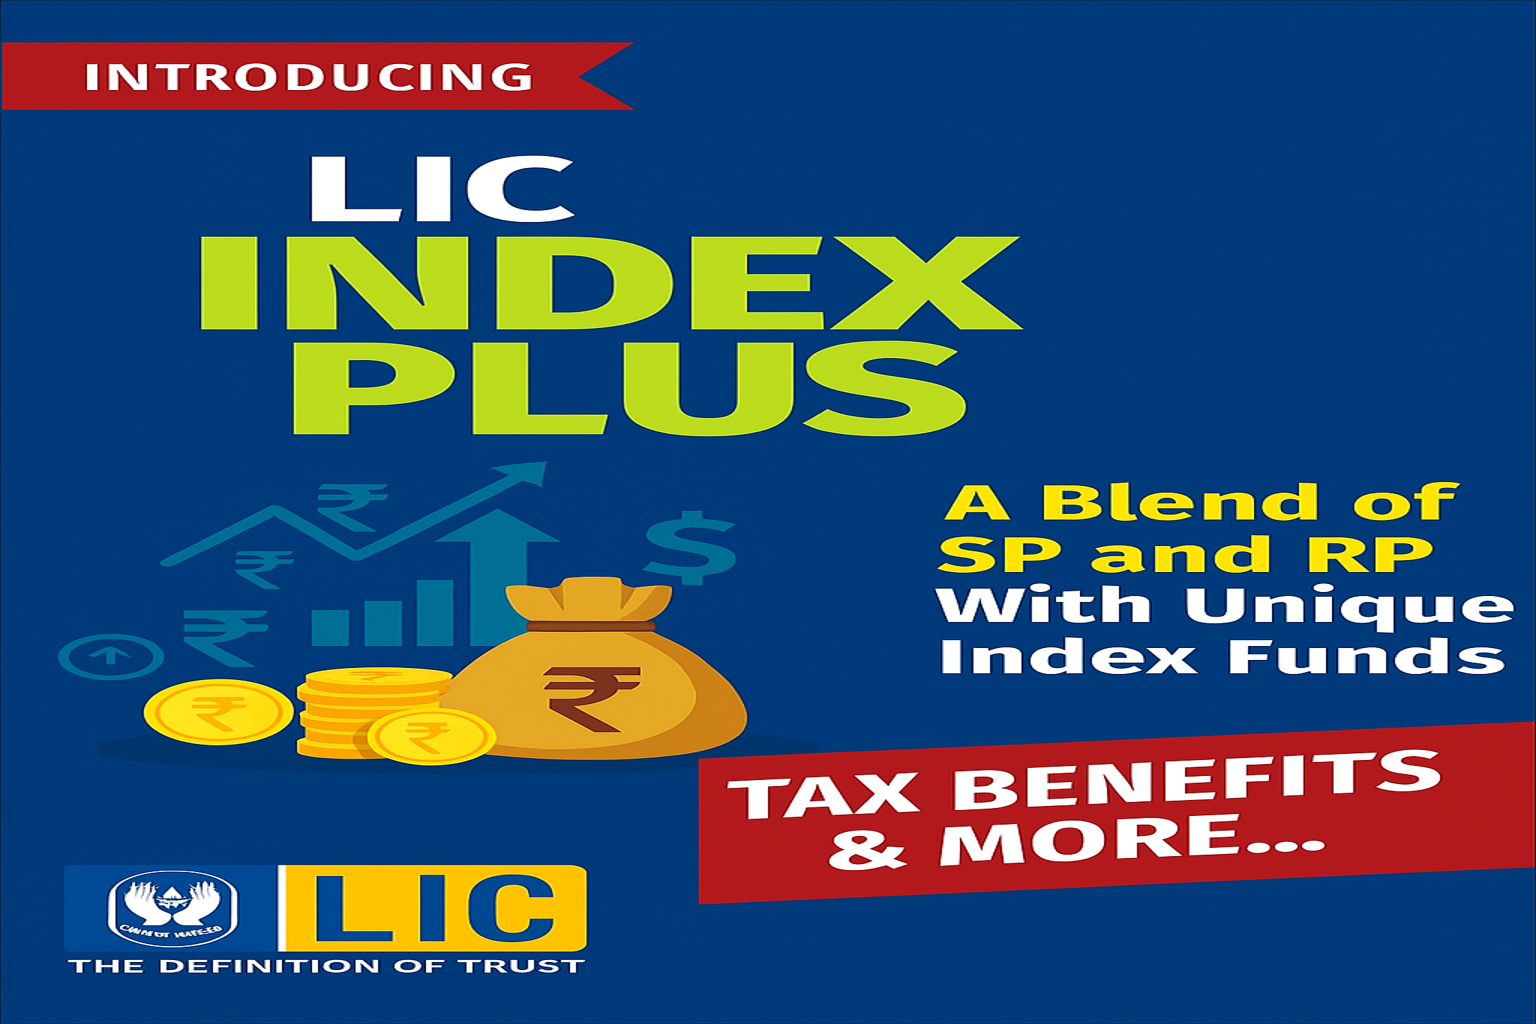 INTRODUCING
LIC
INDEX
PLUS
A Blend of
SP and RP
With Unique
Index Funds
TAX BENEFITS
& MORE...
LIC
THE DEFINITION OF TRUST